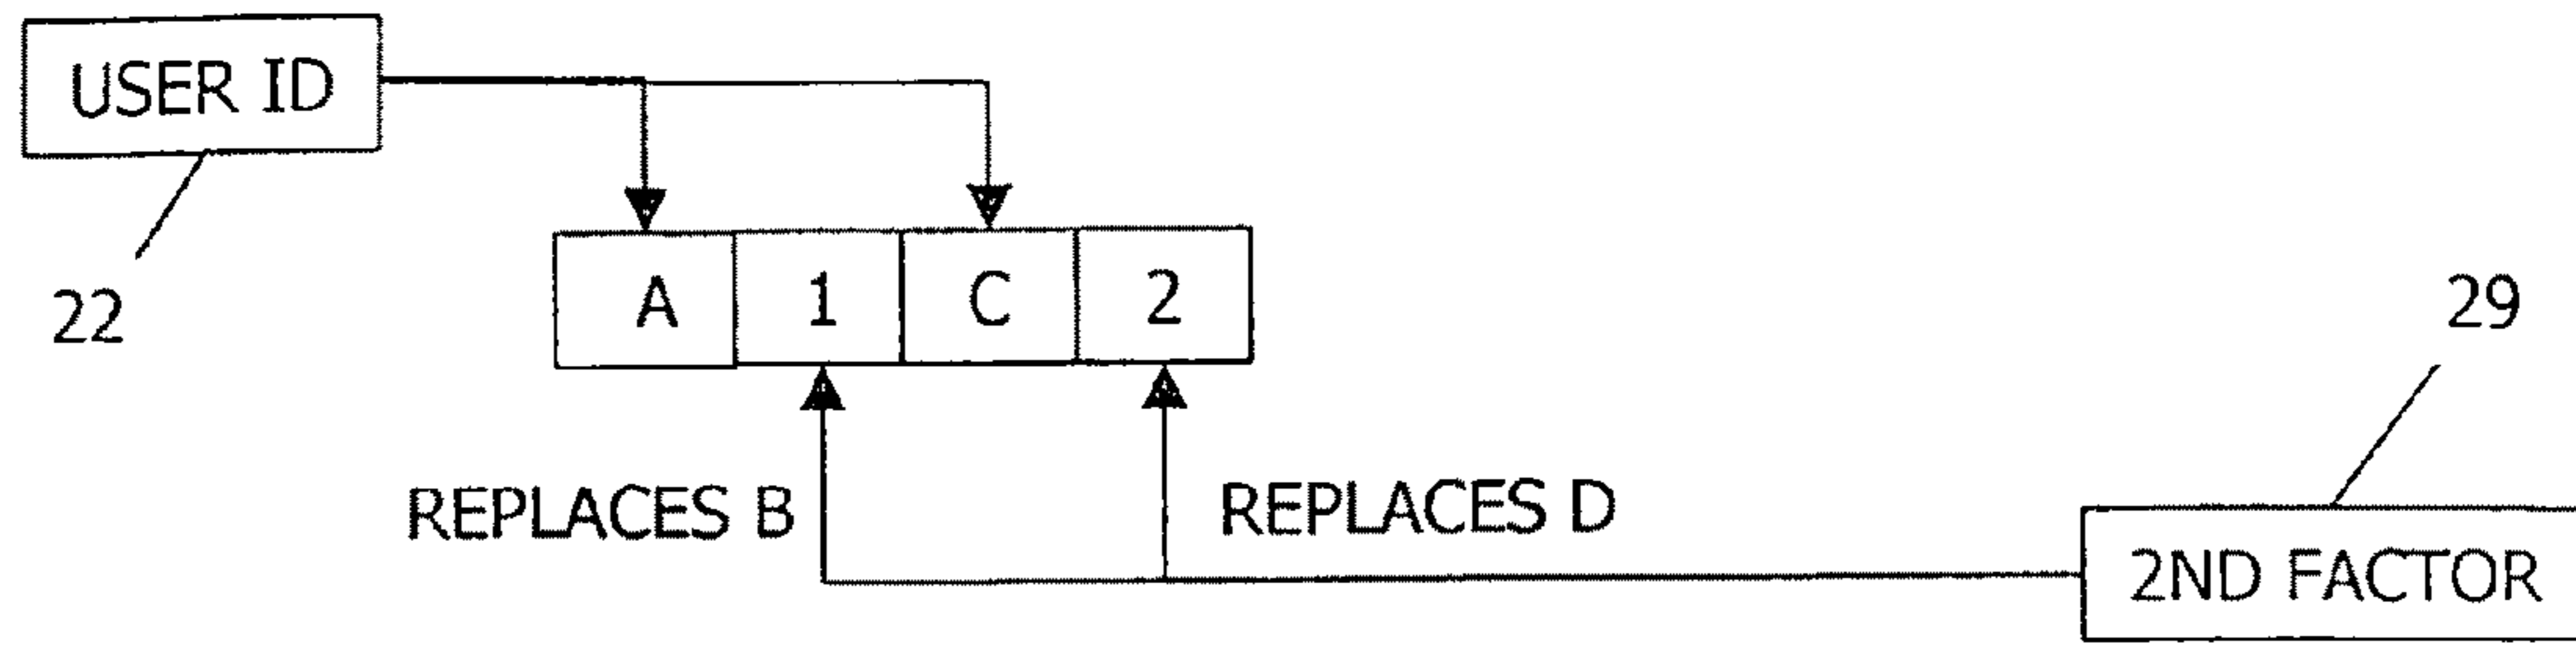 USER ID
22
A 1 C 2
29
REPLACES B
REPLACES D
2ND FACTOR